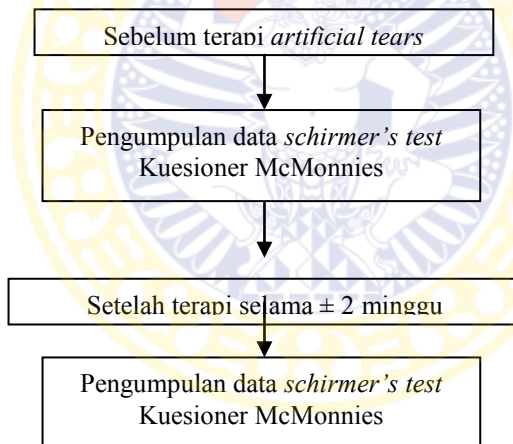 Sebelum terapi artificial tears
Pengumpulan data schirmer's test
Kuesioner McMonnies
Setelah terapi selama ± 2 minggu
Pengumpulan data schirmer's test
Kuesioner McMonnies